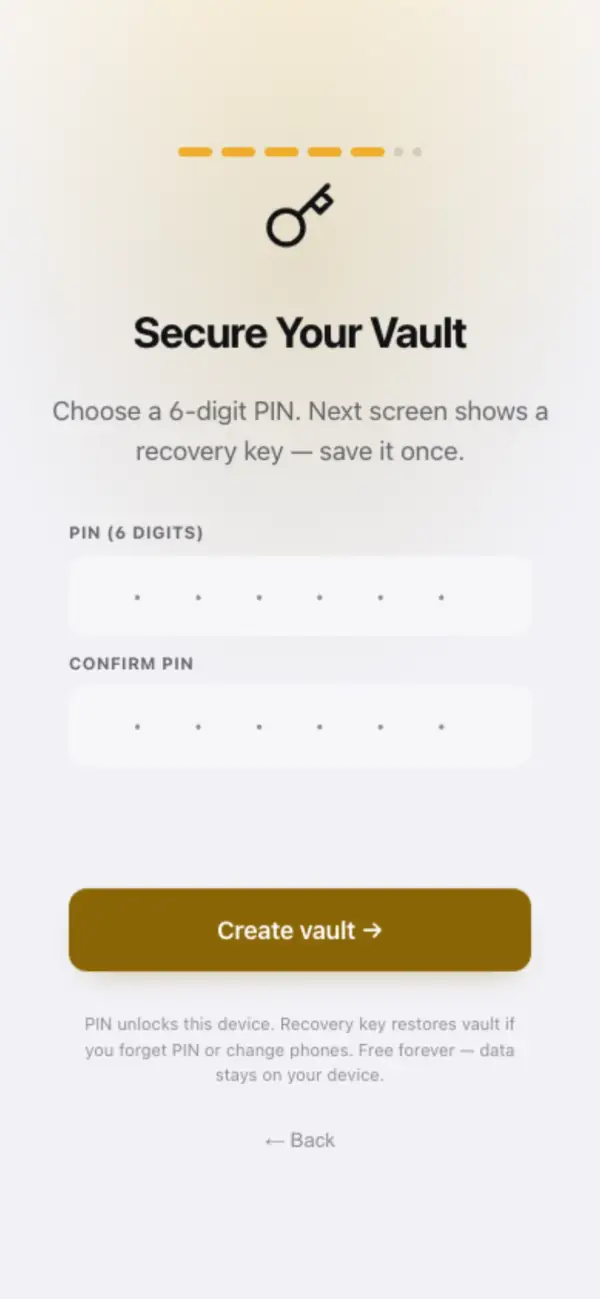 Secure Your Vault
Choose a 6-digit PIN. Next screen shows a
recovery key — save it once.
PIN (6 DIGITS)
CONFIRM PIN
Create vault →
PIN unlocks this device. Recovery key restores vault if
you forget PIN or change phones. Free forever — data
stays on your device.
← Back